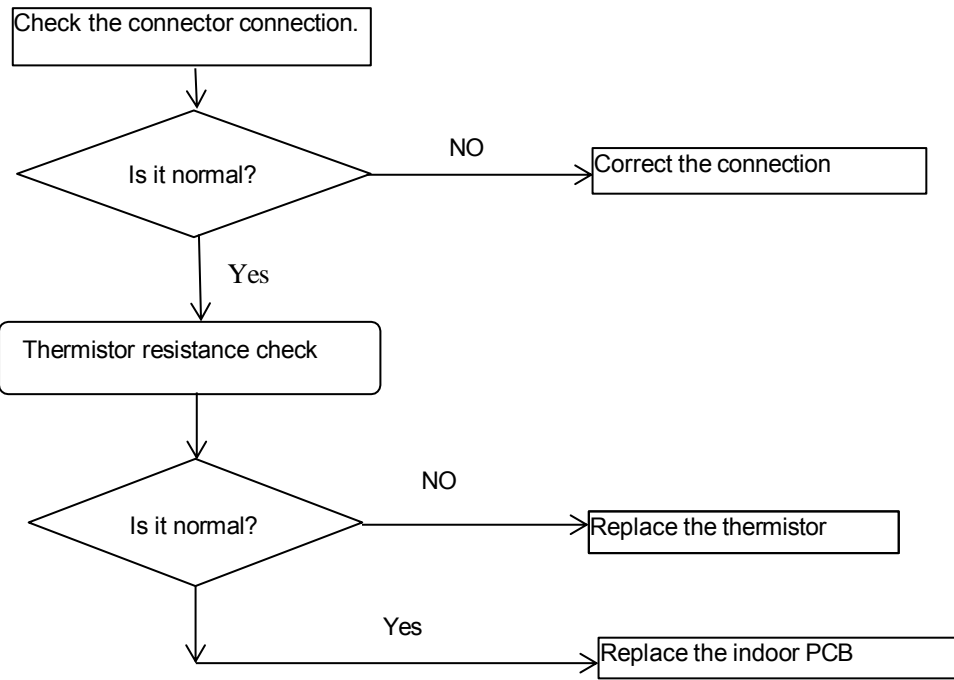 Check the connector connection.
Is it normal?
NO
Correct the connection
Yes
Thermistor resistance check
Is it normal?
NO
Replace the thermistor
Yes
Replace the indoor PCB